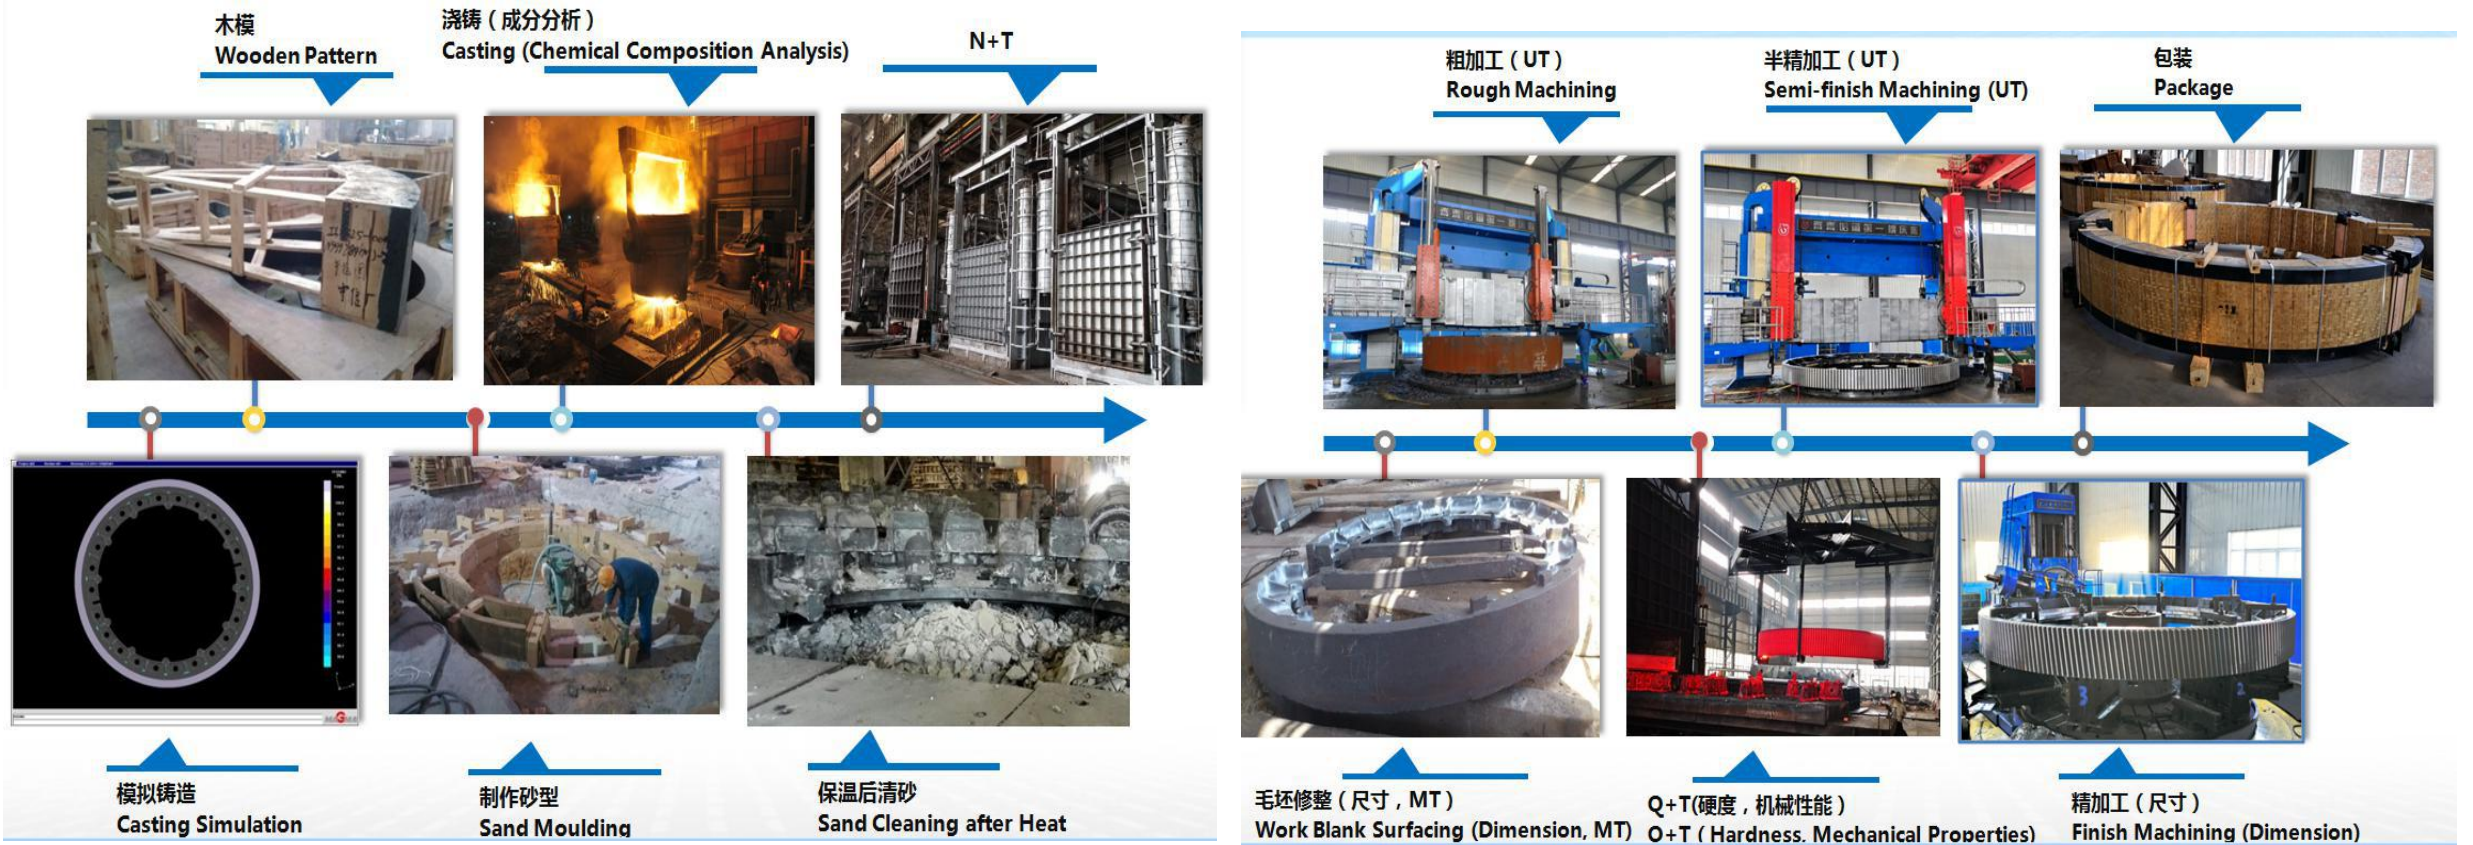 木模
Wooden Pattern
浇铸（成分分析）
Casting (Chemical Composition Analysis)
N+T
模拟铸造
Casting Simulation
制作砂型
Sand Moulding
保温后清砂
Sand Cleaning after Heat
粗加工（UT）
Rough Machining
半精加工（UT）
Semi-finish Machining (UT)
包装
Package
毛坯修整（尺寸，MT）
Work Blank Surfacing (Dimension, MT)
Q+T(硬度，机械性能）
Q+T ( Hardness, Mechanical Properties)
精加工（尺寸）
Finish Machining (Dimension)
3
2